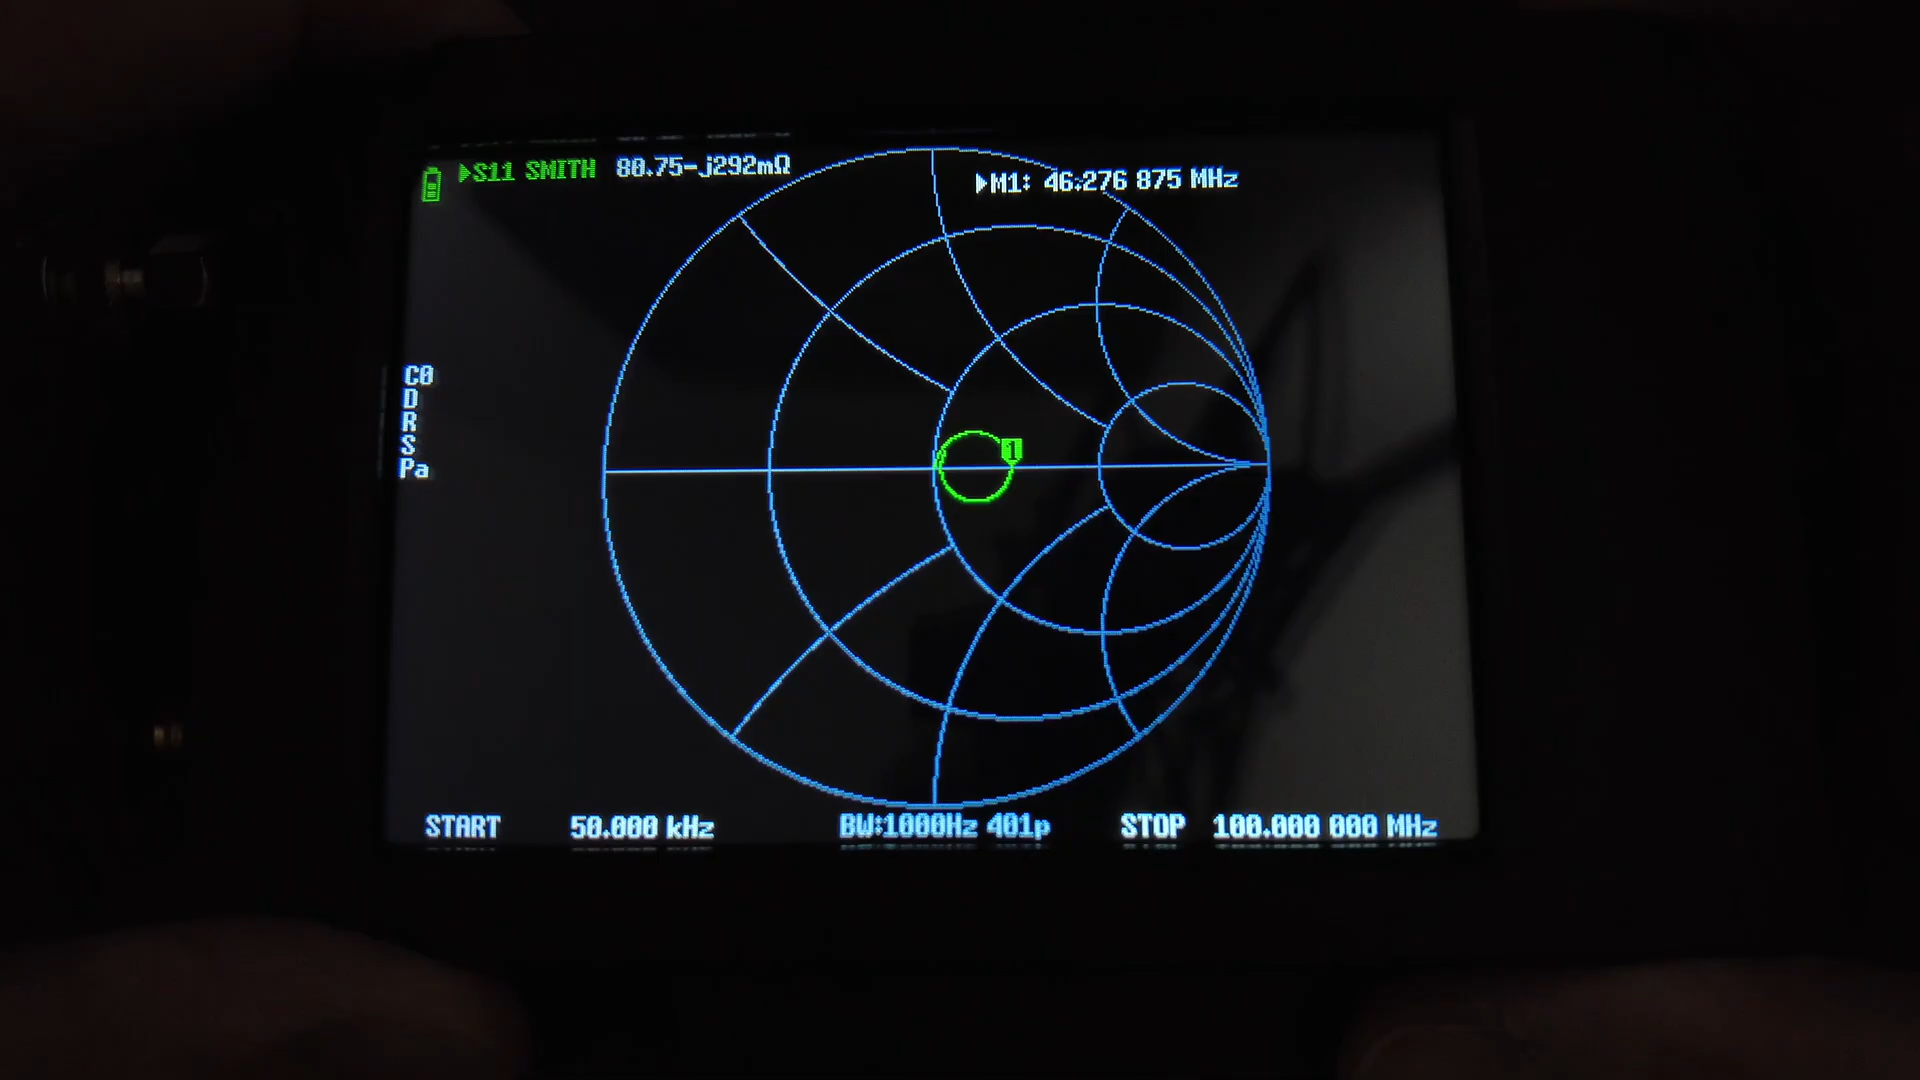 ▶S11 SMITH 80.75-j292mΩ
▶M1: 46.276 875 MHz
1
C0
D
R
S
Pa
START 50.000 kHz BW:1000Hz 401p STOP 100.000 000 MHz